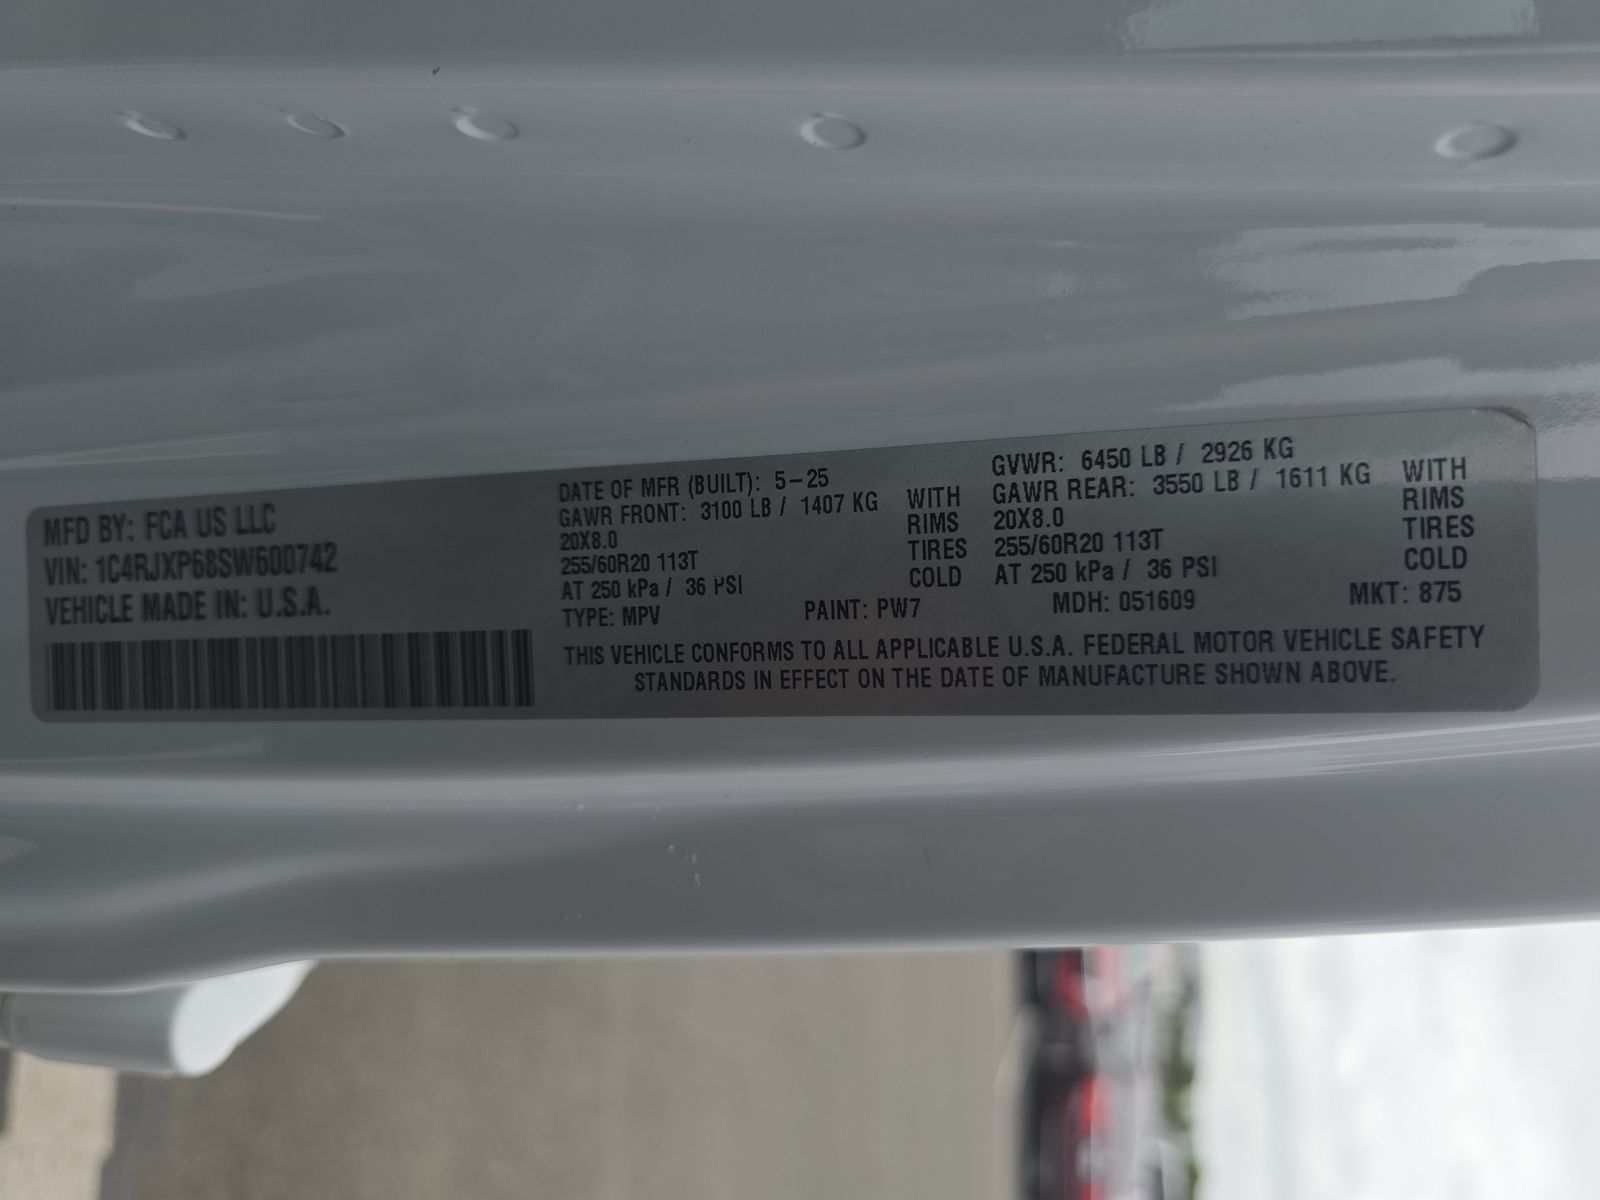 MFD BY: FCA US LLC
VIN: 1C4RJXP68SW600742
VEHICLE MADE IN: U.S.A.
DATE OF MFR (BUILT): 5-25
GAWR FRONT: 3100 LB / 1407 KG WITH
20X8.0 RIMS
255/60R20 113T TIRES
AT 250 kPa / 36 PSI COLD
GVWR: 6450 LB / 2926 KG
GAWR REAR: 3550 LB / 1611 KG WITH
20X8.0 RIMS
255/60R20 113T TIRES
AT 250 kPa / 36 PSI COLD
TYPE: MPV PAINT: PW7 MDH: 051609 MKT: 875
THIS VEHICLE CONFORMS TO ALL APPLICABLE U.S.A. FEDERAL MOTOR VEHICLE SAFETY
STANDARDS IN EFFECT ON THE DATE OF MANUFACTURE SHOWN ABOVE.